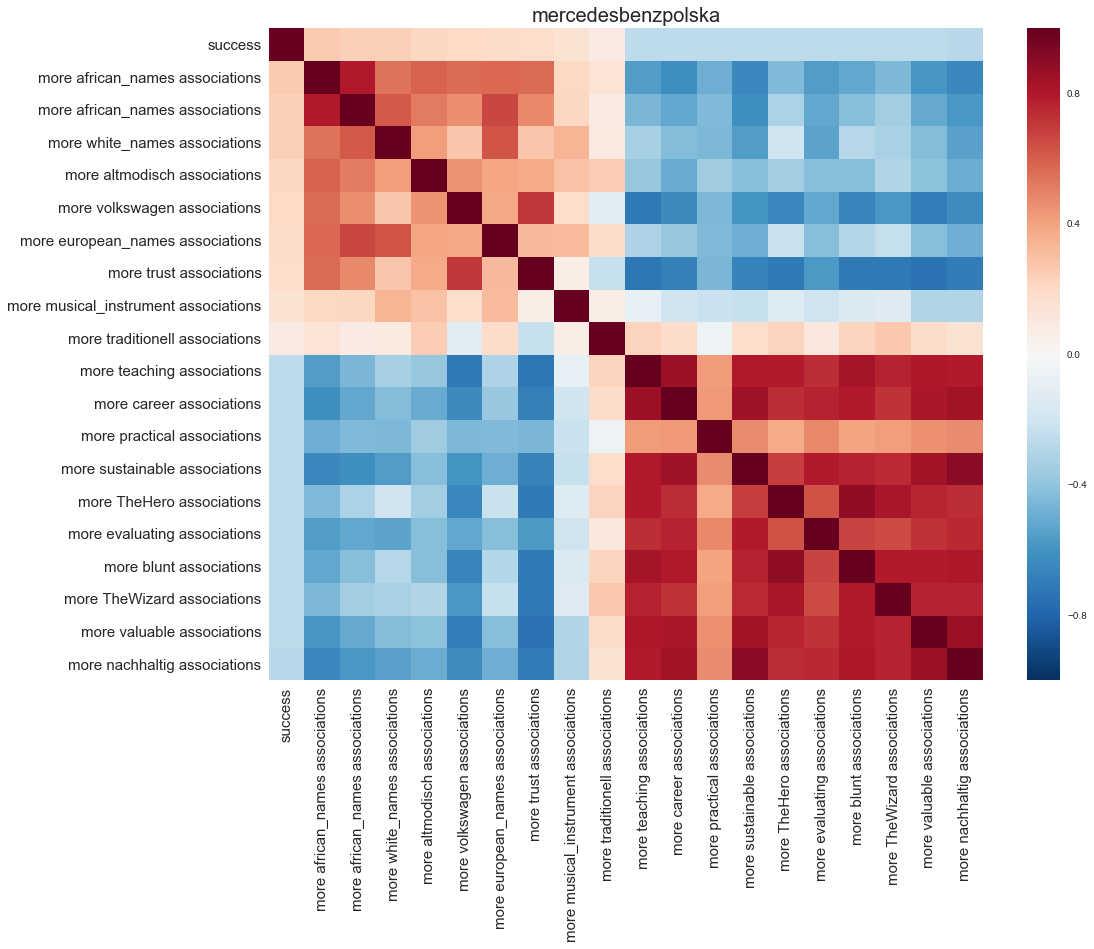 mercedesbenzpolska
success
more african_names associations
more african_names associations
more white_names associations
more altmodisch associations
more volkswagen associations
more european_names associations
more trust associations
more musical_instrument associations
more traditionell associations
more teaching associations
more career associations
more practical associations
more sustainable associations
more TheHero associations
more evaluating associations
more blunt associations
more TheWizard associations
more valuable associations
more nachhaltig associations
success
more african_names associations
more african_names associations
more white_names associations
more altmodisch associations
more volkswagen associations
more european_names associations
more trust associations
more musical_instrument associations
more traditionell associations
more teaching associations
more career associations
more practical associations
more sustainable associations
more TheHero associations
more evaluating associations
more blunt associations
more TheWizard associations
more valuable associations
more nachhaltig associations
0.8
0.4
0.0
−0.4
−0.8